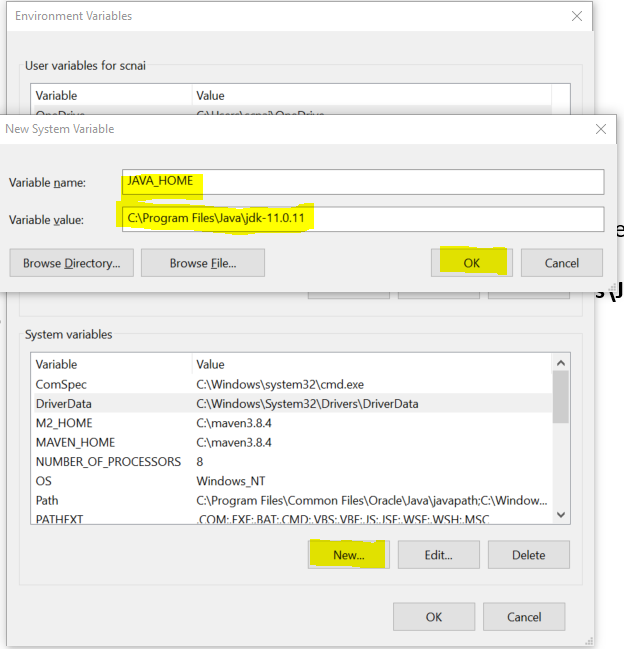 Environment Variables
User variables for scnai
Variable Value
New System Variable
Variable name: JAVA_HOME
Variable value: C:\Program Files\Java\jdk-11.0.11
Browse Directory... Browse File... OK Cancel
System variables
Variable Value
ComSpec C:\Windows\system32\cmd.exe
DriverData C:\Windows\System32\Drivers\DriverData
M2_HOME C:\maven3.8.4
MAVEN_HOME C:\maven3.8.4
NUMBER_OF_PROCESSORS 8
OS Windows_NT
Path C:\Program Files\Common Files\Oracle\Java\javapath;C:\Window...
PATHEXT .COM;.EXE;.BAT;.CMD;.VBS;.VBE;.JS;.JSE;.WSF;.WSH;.MSC
New... Edit... Delete
OK Cancel